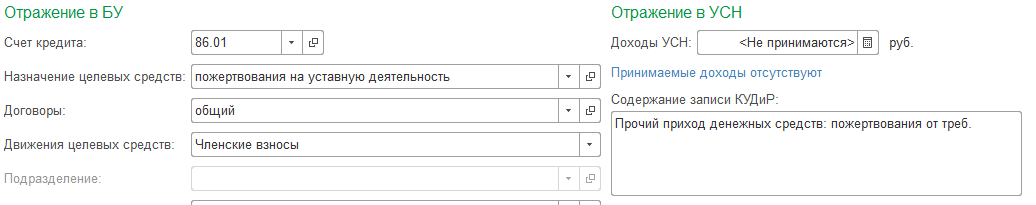 Отражение в БУ
Счет кредита: 86.01
Назначение целевых средств: пожертвования на уставную деятельность
Договоры: общий
Движения целевых средств: Членские взносы
Подразделение:
Отражение в УСН
Доходы УСН: <Не принимаются> руб.
Принимаемые доходы отсутствуют
Содержание записи КУДиР:
Прочий приход денежных средств: пожертвования от треб.